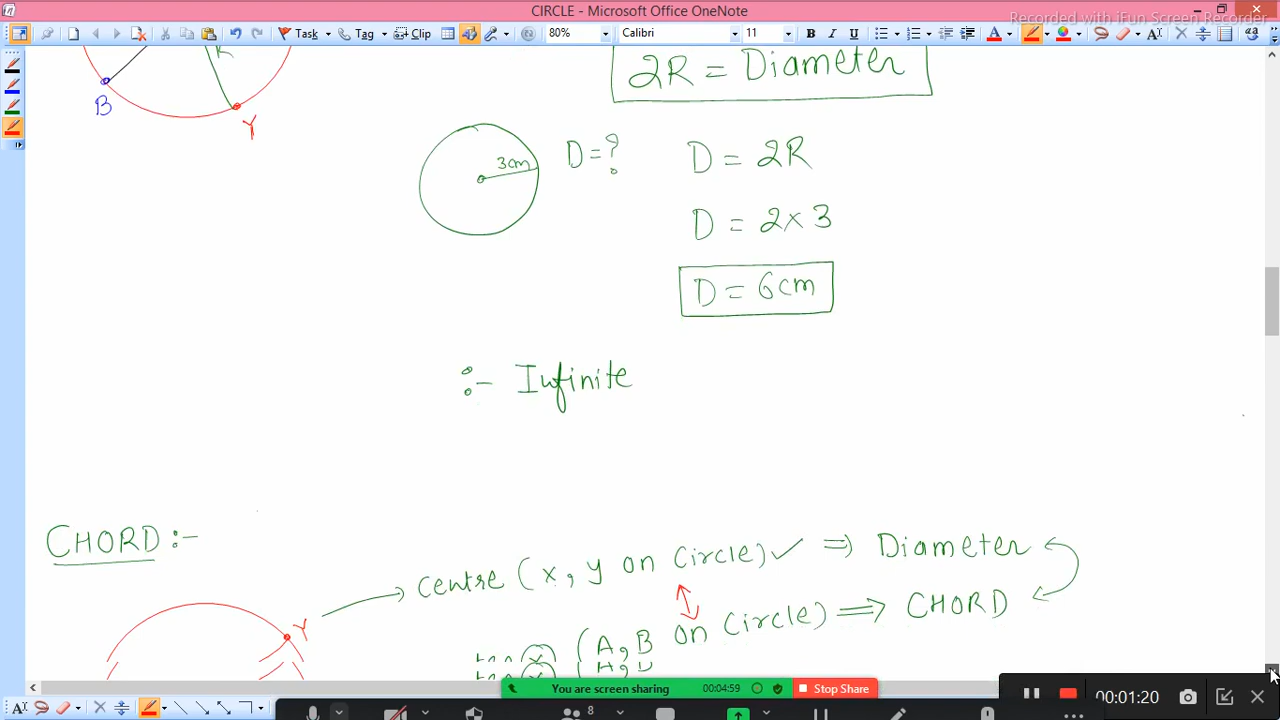 CIRCLE - Microsoft Office OneNote
Recorded with iFun Screen Recorder
Task
Tag
Clip
80%
Calibri
11
B
I
U
R
2R = Diameter
B
Y
3cm
D = ?
D = 2R
D = 2 x 3
D = 6cm
:- Infinite
CHORD :-
Centre (x, y on Circle) ✓ ⇒ Diameter
(A, B on Circle) ⇒ CHORD
Y
You are screen sharing
00:04:59
Stop Share
8
00:01:20